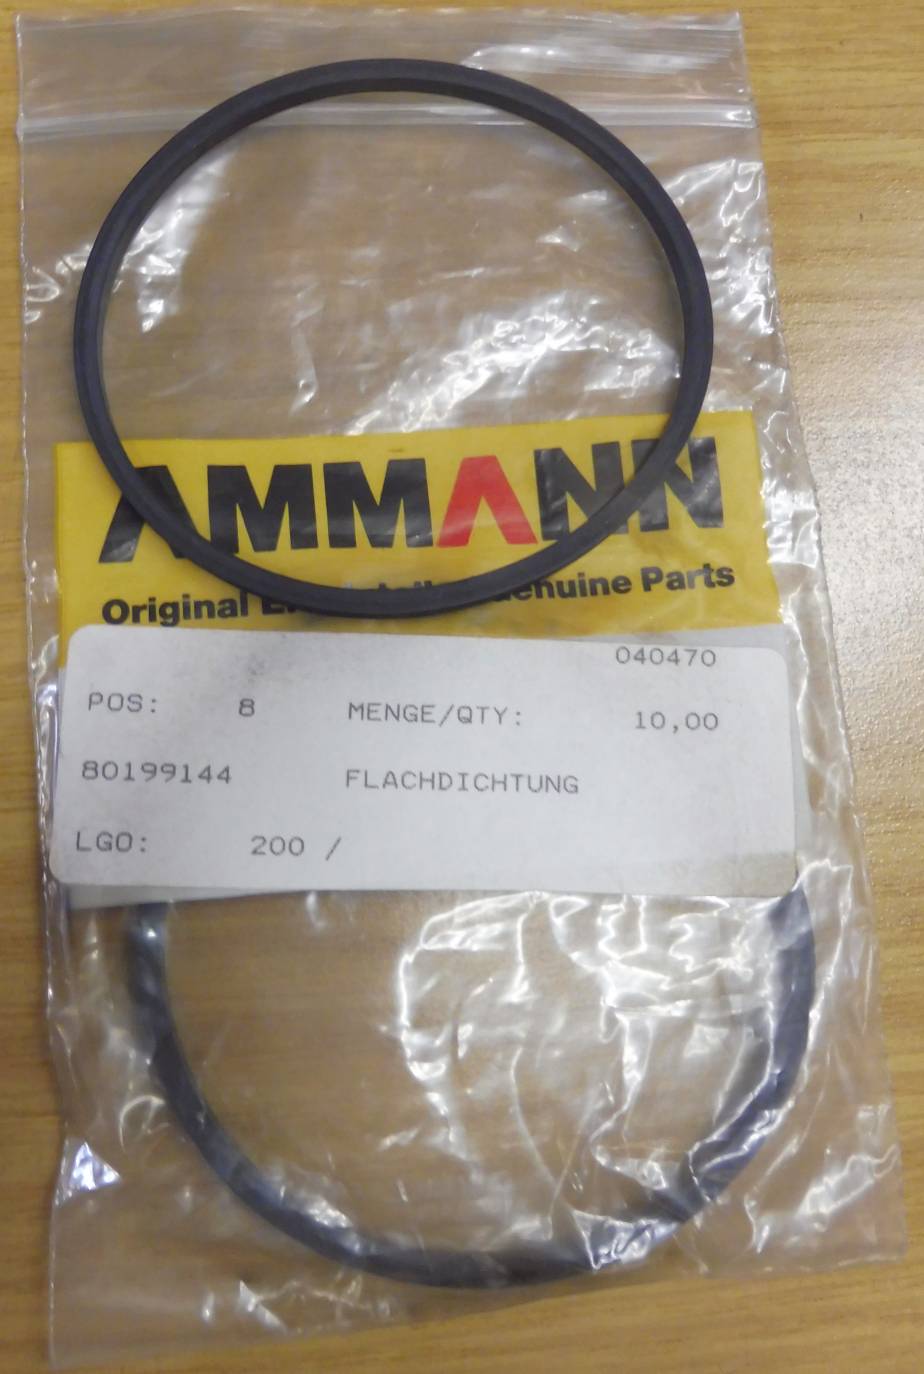 AMMANN
Original Genuine Parts
040470
POS: 8 MENGE/QTY: 10,00
80199144 FLACHDICHTUNG
LGO: 200 /